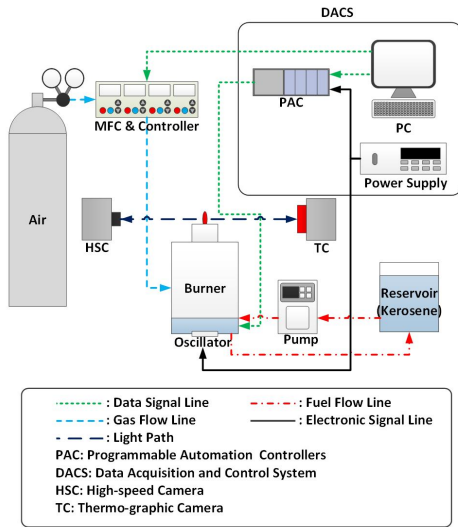 DACS
PAC
PC
MFC & Controller
Power Supply
Air
HSC
TC
Burner
Reservoir
(Kerosene)
Oscillator
Pump
: Data Signal Line
: Fuel Flow Line
: Gas Flow Line
: Electronic Signal Line
: Light Path
PAC: Programmable Automation Controllers
DACS: Data Acquisition and Control System
HSC: High-speed Camera
TC: Thermo-graphic Camera